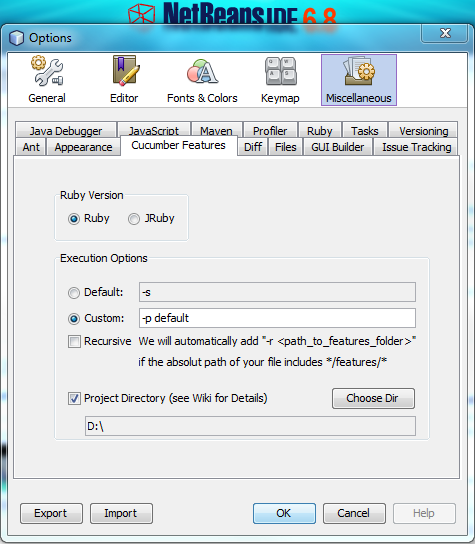 NetBeans IDE 6.8
Options
General Editor Fonts & Colors Keymap Miscellaneous
Java Debugger JavaScript Maven Profiler Ruby Tasks Versioning
Ant Appearance Cucumber Features Diff Files GUI Builder Issue Tracking
Ruby Version
Ruby JRuby
Execution Options
Default: -s
Custom: -p default
Recursive We will automatically add "-r <path_to_features_folder>"
if the absolut path of your file includes */features/*
Project Directory (see Wiki for Details) Choose Dir
D:\
Export Import OK Cancel Help